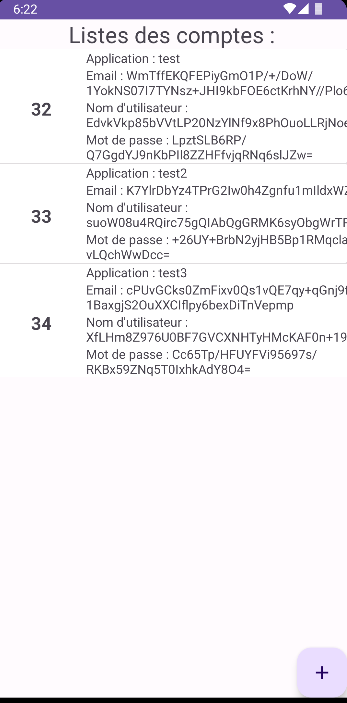 6:22
Listes des comptes :
Application : test
Email : WmTffEKQFEPiyGmO1P/+/DoW/
1YokNS07l7TYNsz+JHI9kbFOE6ctKrhNY//Plo6
32
Nom d'utilisateur :
EdvkVkp85bVVtLP20NzYlNf9x8PhOuoLLRjNoe
Mot de passe : LpztSLB6RP/
Q7GgdYJ9nKbPIl8ZZHFfvjqRNq6slJZw=
Application : test2
Email : K7YlrDbYz4TPrG2Iw0h4Zgnfu1mIldxWZ
33
Nom d'utilisateur :
suoW08u4RQirc75gQIAbQgGRMK6syObgWrTF
Mot de passe : +26UY+BrbN2yjHB5Bp1RMqcla
vLQchWwDcc=
Application : test3
Email : cPUvGCks0ZmFixv0Qs1vQE7qy+qGnj9f
1BaxgjS2OuXXCIflpy6bexDiTnVepmp
34
Nom d'utilisateur :
XfLHm8Z976U0BF7GVCXNHTyHMcKAF0n+19
Mot de passe : Cc65Tp/HFUYFVi95697s/
RKBx59ZNq5T0IxhkAdY8O4=
+